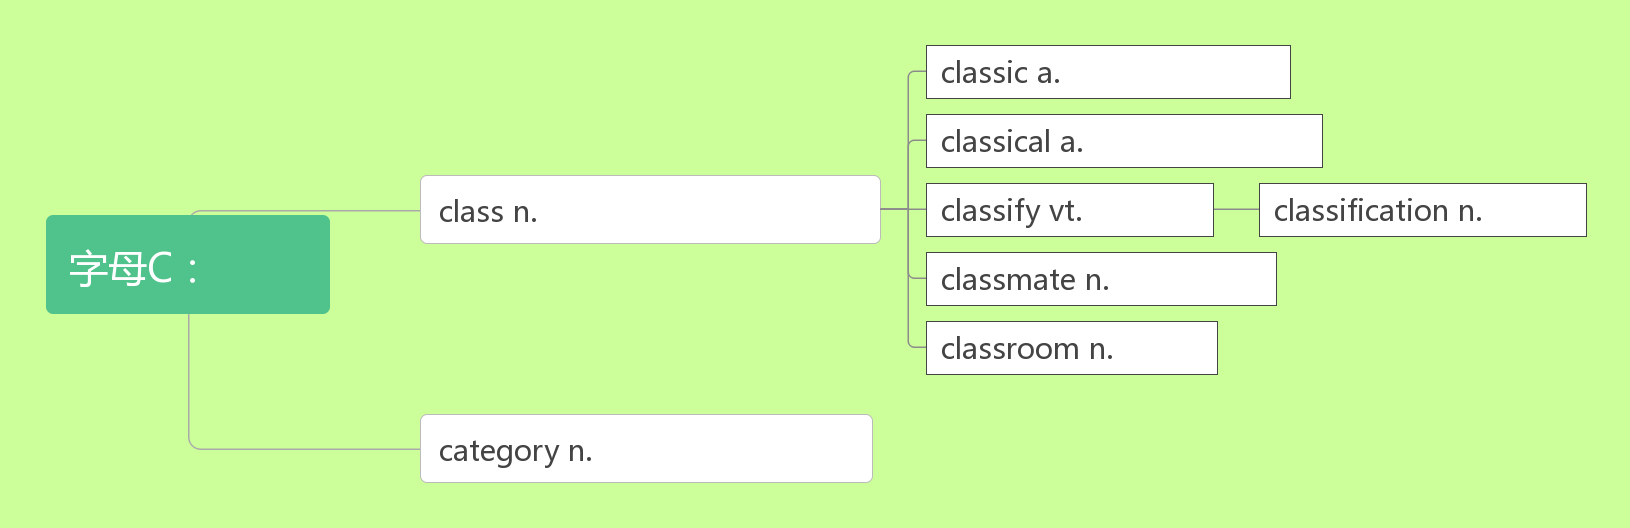 字母C：
class n.
classic a.
classical a.
classify vt.
classification n.
classmate n.
classroom n.
category n.